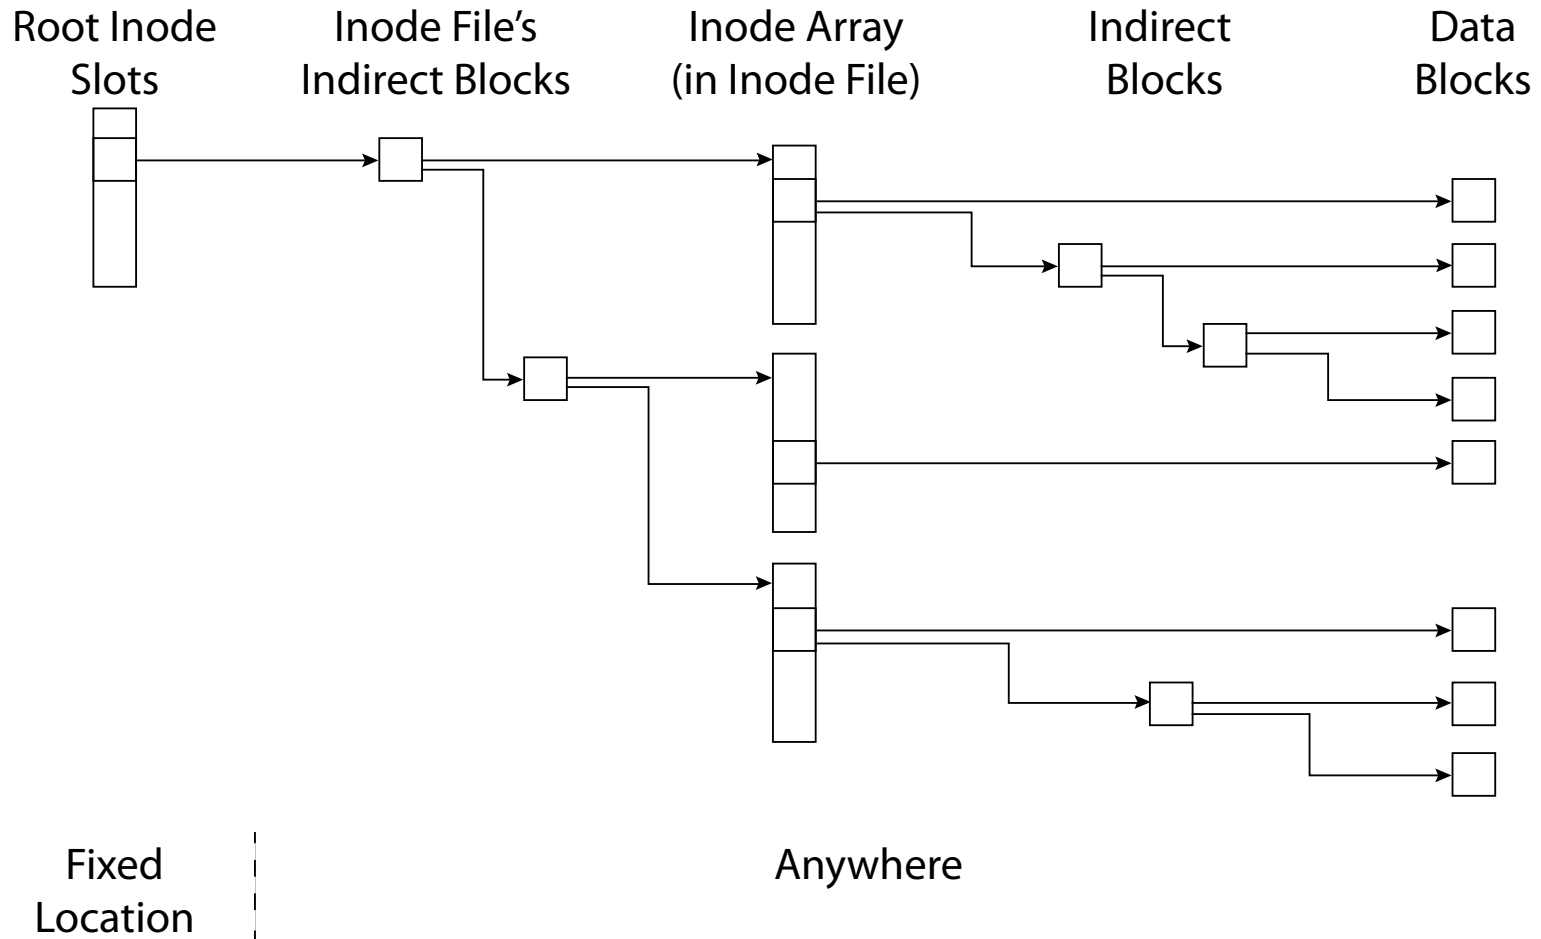 Root Inode
Slots
Inode File’s
Indirect Blocks
Inode Array
(in Inode File)
Indirect
Blocks
Data
Blocks
Fixed
Location
Anywhere